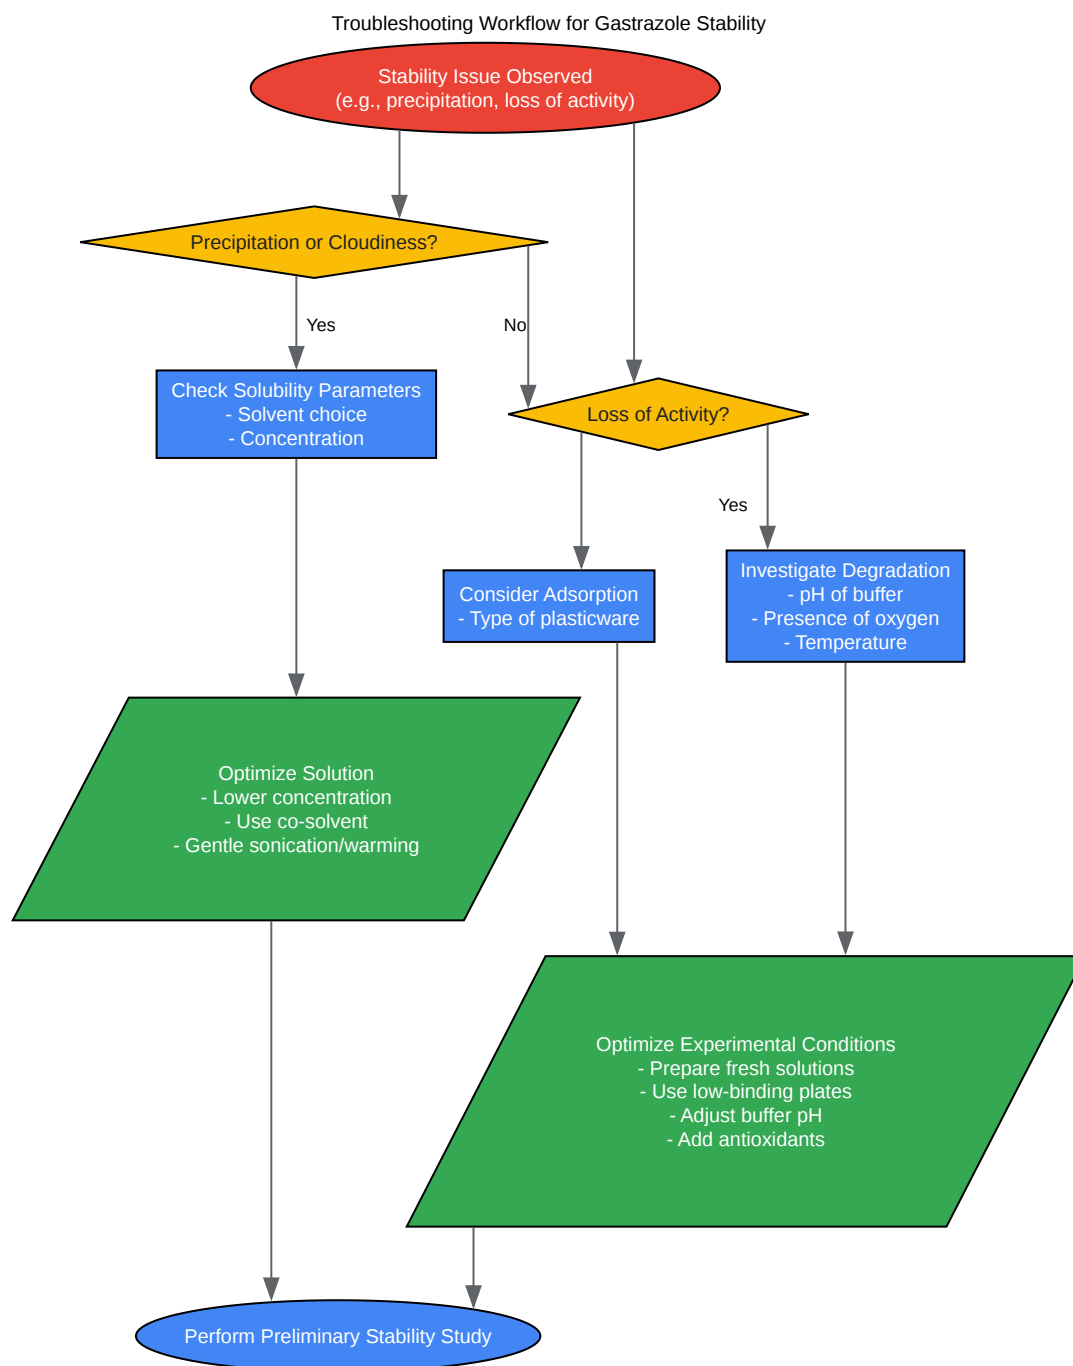 Troubleshooting Workflow for Gastrazole Stability
Stability Issue Observed
(e.g., precipitation, loss of activity)
Precipitation or Cloudiness?
Yes
No
Check Solubility Parameters
- Solvent choice
- Concentration
Loss of Activity?
Yes
Consider Adsorption
- Type of plasticware
Investigate Degradation
- pH of buffer
- Presence of oxygen
- Temperature
Optimize Solution
- Lower concentration
- Use co-solvent
- Gentle sonication/warming
Optimize Experimental Conditions
- Prepare fresh solutions
- Use low-binding plates
- Adjust buffer pH
- Add antioxidants
Perform Preliminary Stability Study